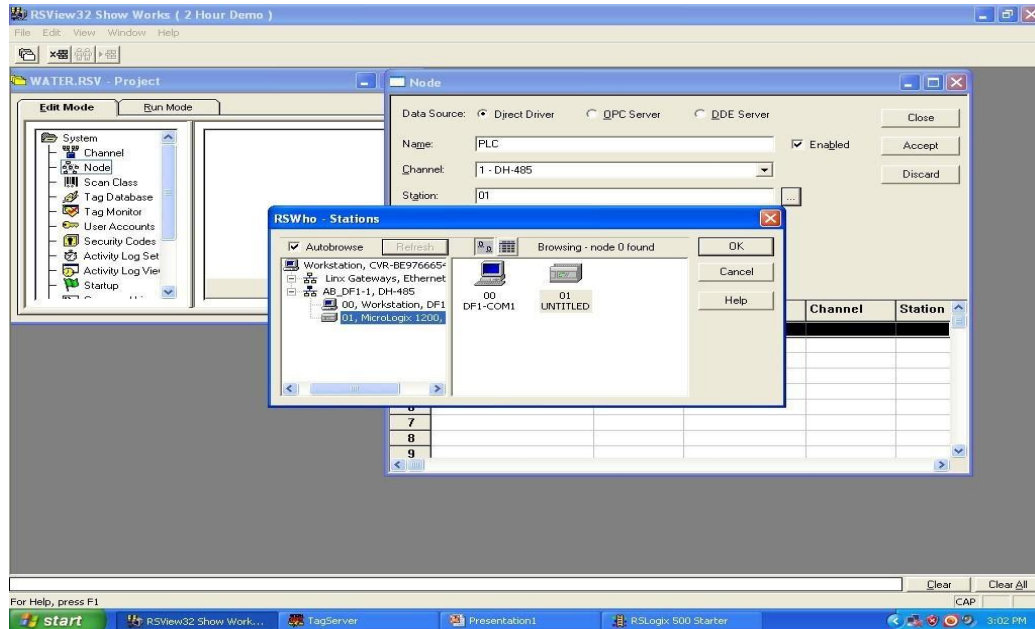 RSView32 Show Works ( 2 Hour Demo )
File Edit View Window Help
WATER.RSV - Project
Edit Mode Run Mode
System
Channel
Node
Scan Class
Tag Database
Tag Monitor
User Accounts
Security Codes
Activity Log Set
Activity Log View
Startup
Node
Data Source: Direct Driver OPC Server DDE Server
Close
Name: PLC Enabled
Accept
Channel: 1 - DH-485
Discard
Station: 01 ...
RSWho - Stations
Autobrowse Refresh Browsing - node 0 found OK
Workstation, CVR-BE9766654
Linx Gateways, Ethernet
AB_DF1-1, DH-485
00, Workstation, DF1
01, MicroLogix 1200,
00
DF1-COM1
01
UNTITLED
Cancel
Help
Channel Station
7
8
9
Clear Clear All
For Help, press F1
CAP
start RSView32 Show Work... TagServer Presentation1 RSLogix 500 Starter 3:02 PM